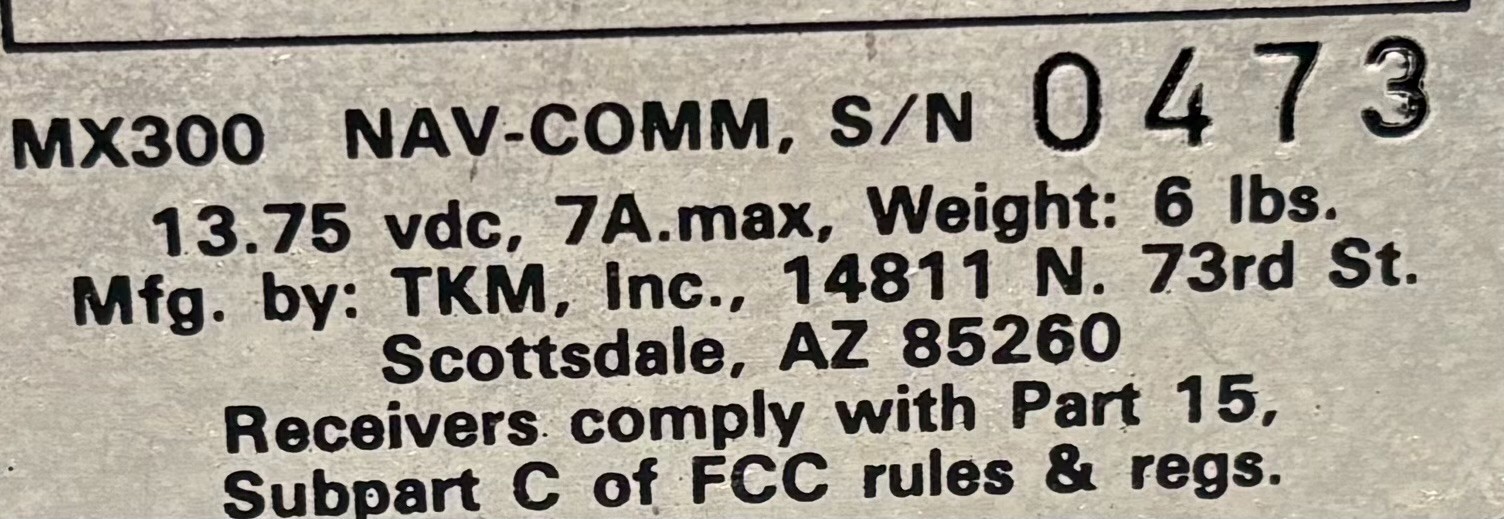 MX300 NAV-COMM, S/N 0473
13.75 vdc, 7A.max, Weight: 6 lbs.
Mfg. by: TKM, Inc., 14811 N. 73rd St.
Scottsdale, AZ 85260
Receivers comply with Part 15,
Subpart C of FCC rules & regs.